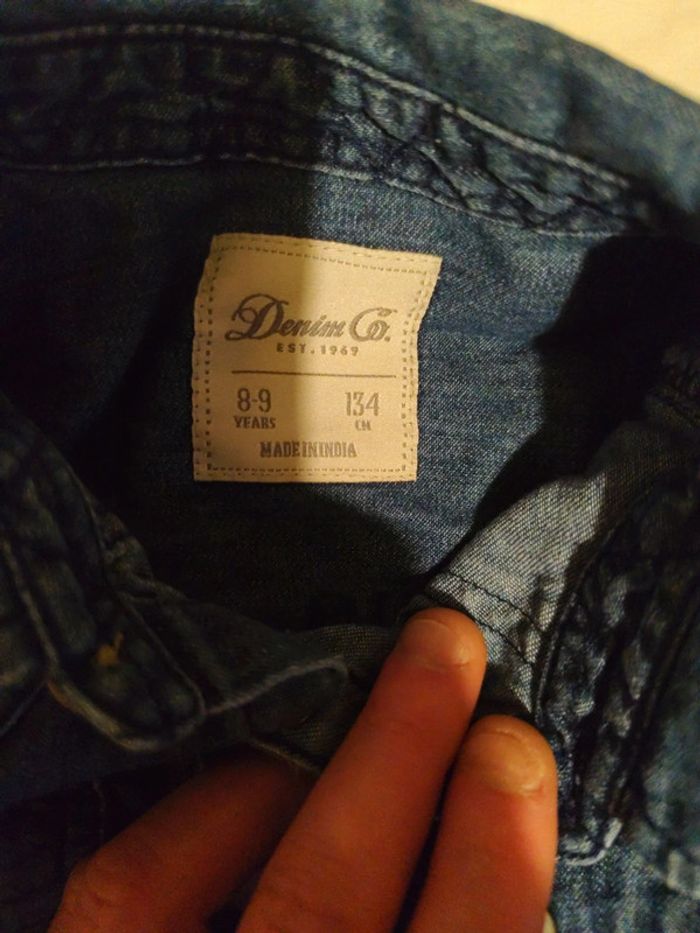 Denim Co.
EST. 1969
8-9 134
YEARS CM
MADE IN INDIA